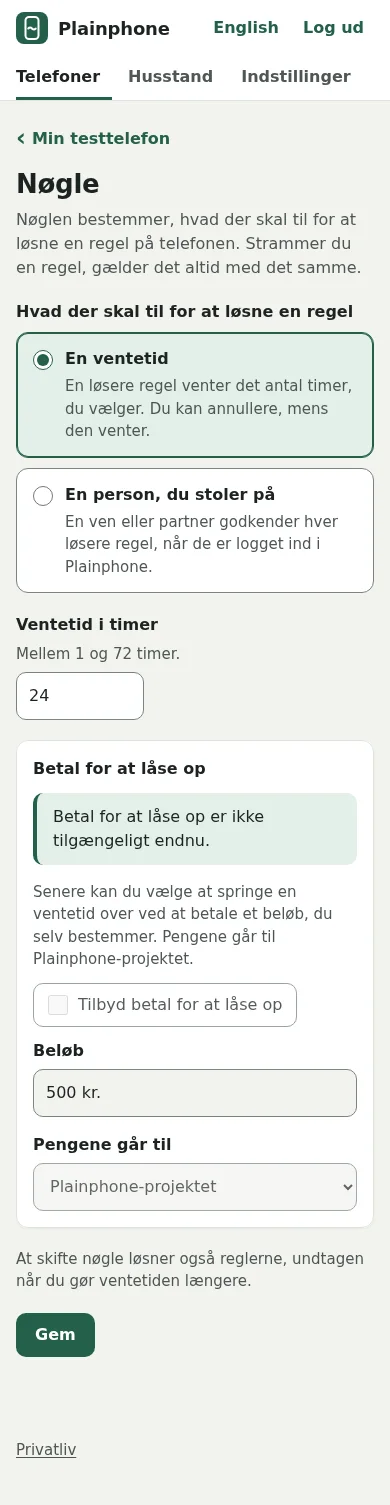 Plainphone
English
Log ud
Telefoner
Husstand
Indstillinger
‹ Min testtelefon
Nøgle
Nøglen bestemmer, hvad der skal til for at
løsne en regel på telefonen. Strammer du
en regel, gælder det altid med det samme.
Hvad der skal til for at løsne en regel
En ventetid
En løsere regel venter det antal timer,
du vælger. Du kan annullere, mens
den venter.
En person, du stoler på
En ven eller partner godkender hver
løsere regel, når de er logget ind i
Plainphone.
Ventetid i timer
Mellem 1 og 72 timer.
24
Betal for at låse op
Betal for at låse op er ikke
tilgængeligt endnu.
Senere kan du vælge at springe en
ventetid over ved at betale et beløb, du
selv bestemmer. Pengene går til
Plainphone-projektet.
Tilbyd betal for at låse op
Beløb
500 kr.
Pengene går til
Plainphone-projektet
At skifte nøgle løsner også reglerne, undtagen
når du gør ventetiden længere.
Gem
Privatliv